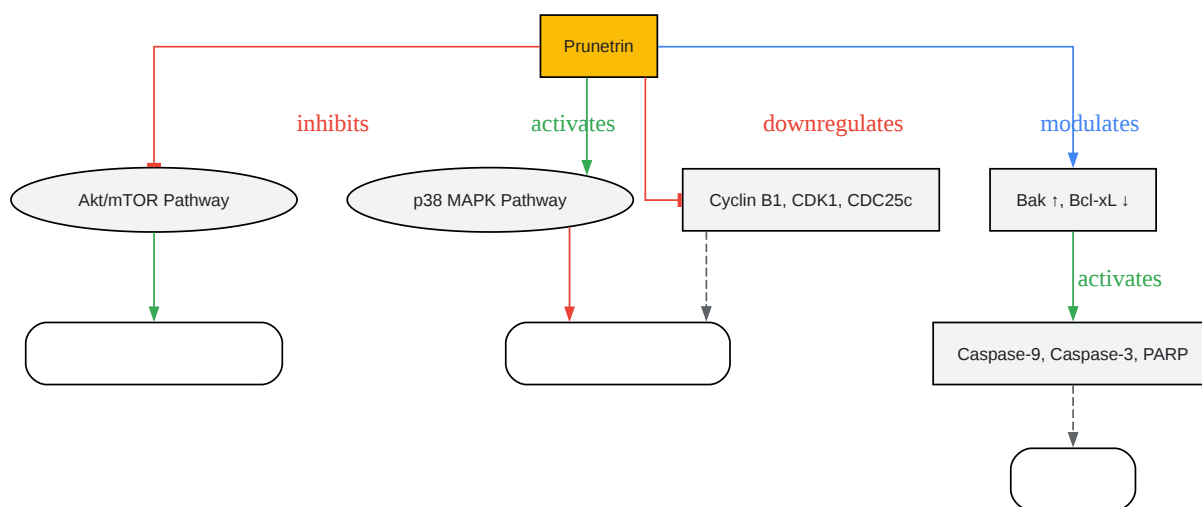 Prunetrin
inhibits
activates
downregulates
modulates
Akt/mTOR Pathway
p38 MAPK Pathway
Cyclin B1, CDK1, CDC25c
Bak ↑, Bcl-xL ↓
activates
Caspase-9, Caspase-3, PARP